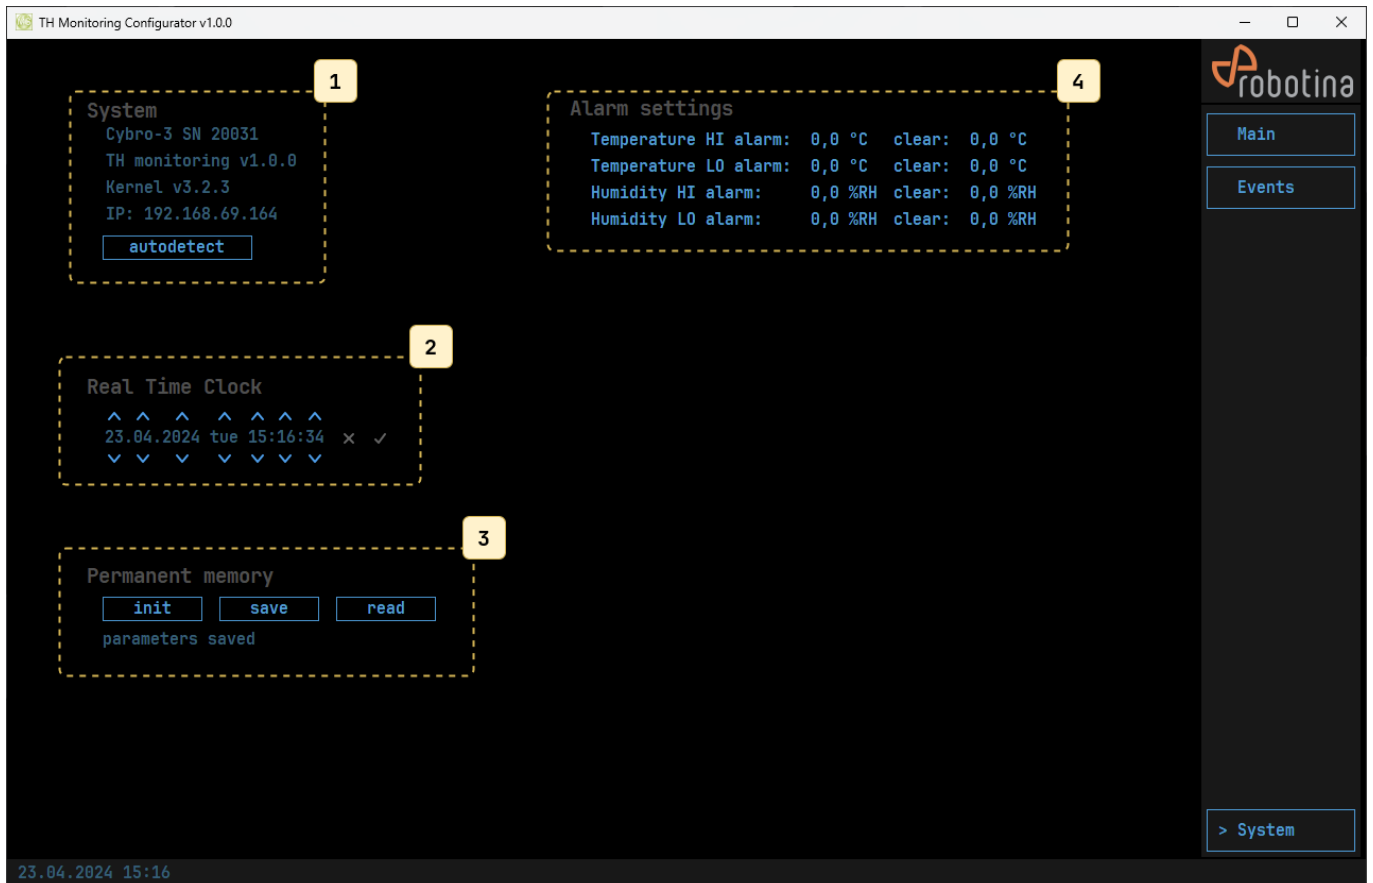 TH Monitoring Configurator v1.0.0
1
System
Cybro-3 SN 20031
TH monitoring v1.0.0
Kernel v3.2.3
IP: 192.168.69.164
autodetect
2
Real Time Clock
23.04.2024 tue 15:16:34
3
Permanent memory
init save read
parameters saved
4
Alarm settings
Temperature HI alarm: 0,0 °C clear: 0,0 °C
Temperature LO alarm: 0,0 °C clear: 0,0 °C
Humidity HI alarm: 0,0 %RH clear: 0,0 %RH
Humidity LO alarm: 0,0 %RH clear: 0,0 %RH
robotina
Main
Events
> System
23.04.2024 15:16